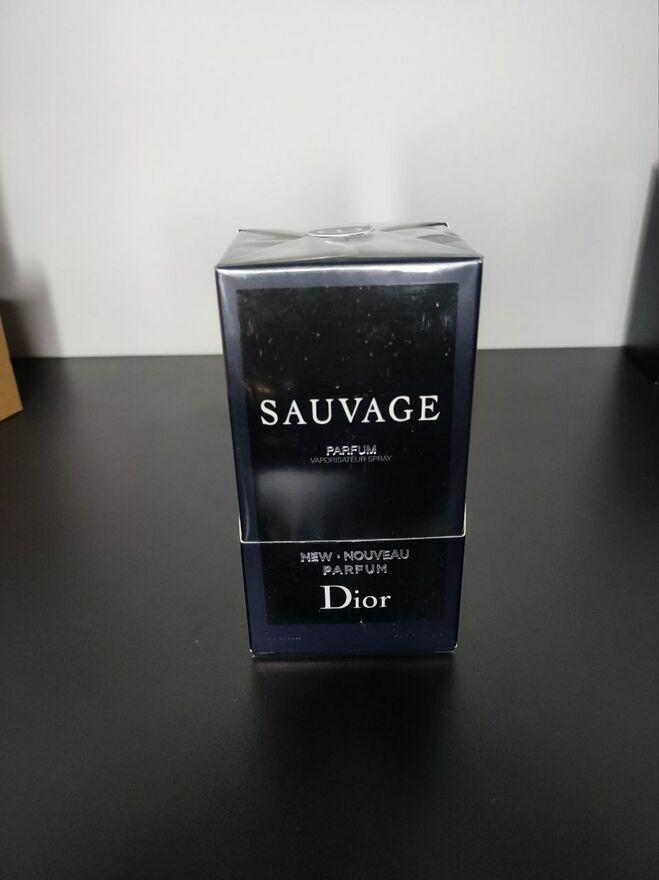 SAUVAGE
PARFUM
VAPORISATEUR SPRAY
NEW · NOUVEAU
PARFUM
Dior